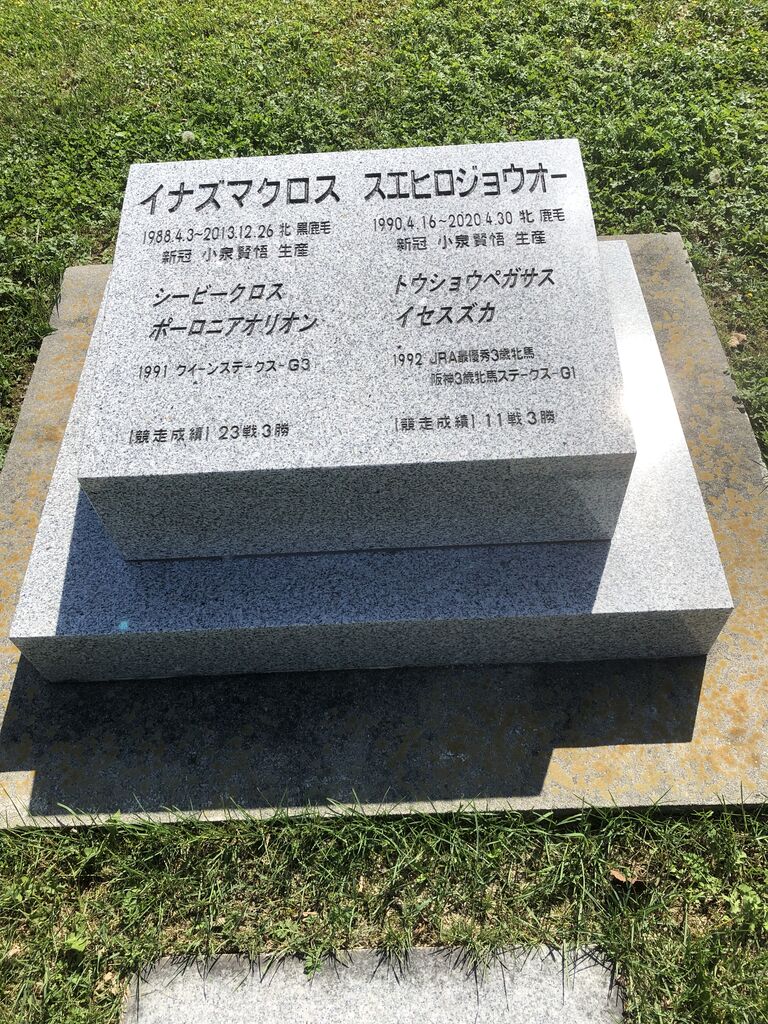 イナズマクロス
1988.4.3~2013.12.26 牝 黒鹿毛
新冠 小泉賢悟 生産
シービークロス
ポーロニアオリオン
1991 クイーンステークス-G3
[競走成績] 23戦3勝
スエヒロジョウオー
1990.4.16~2020.4.30 牝 鹿毛
新冠 小泉賢悟 生産
トウショウペガサス
イセスズカ
1992 JRA最優秀3歳牝馬
阪神3歳牝馬ステークス-G1
[競走成績] 11戦3勝